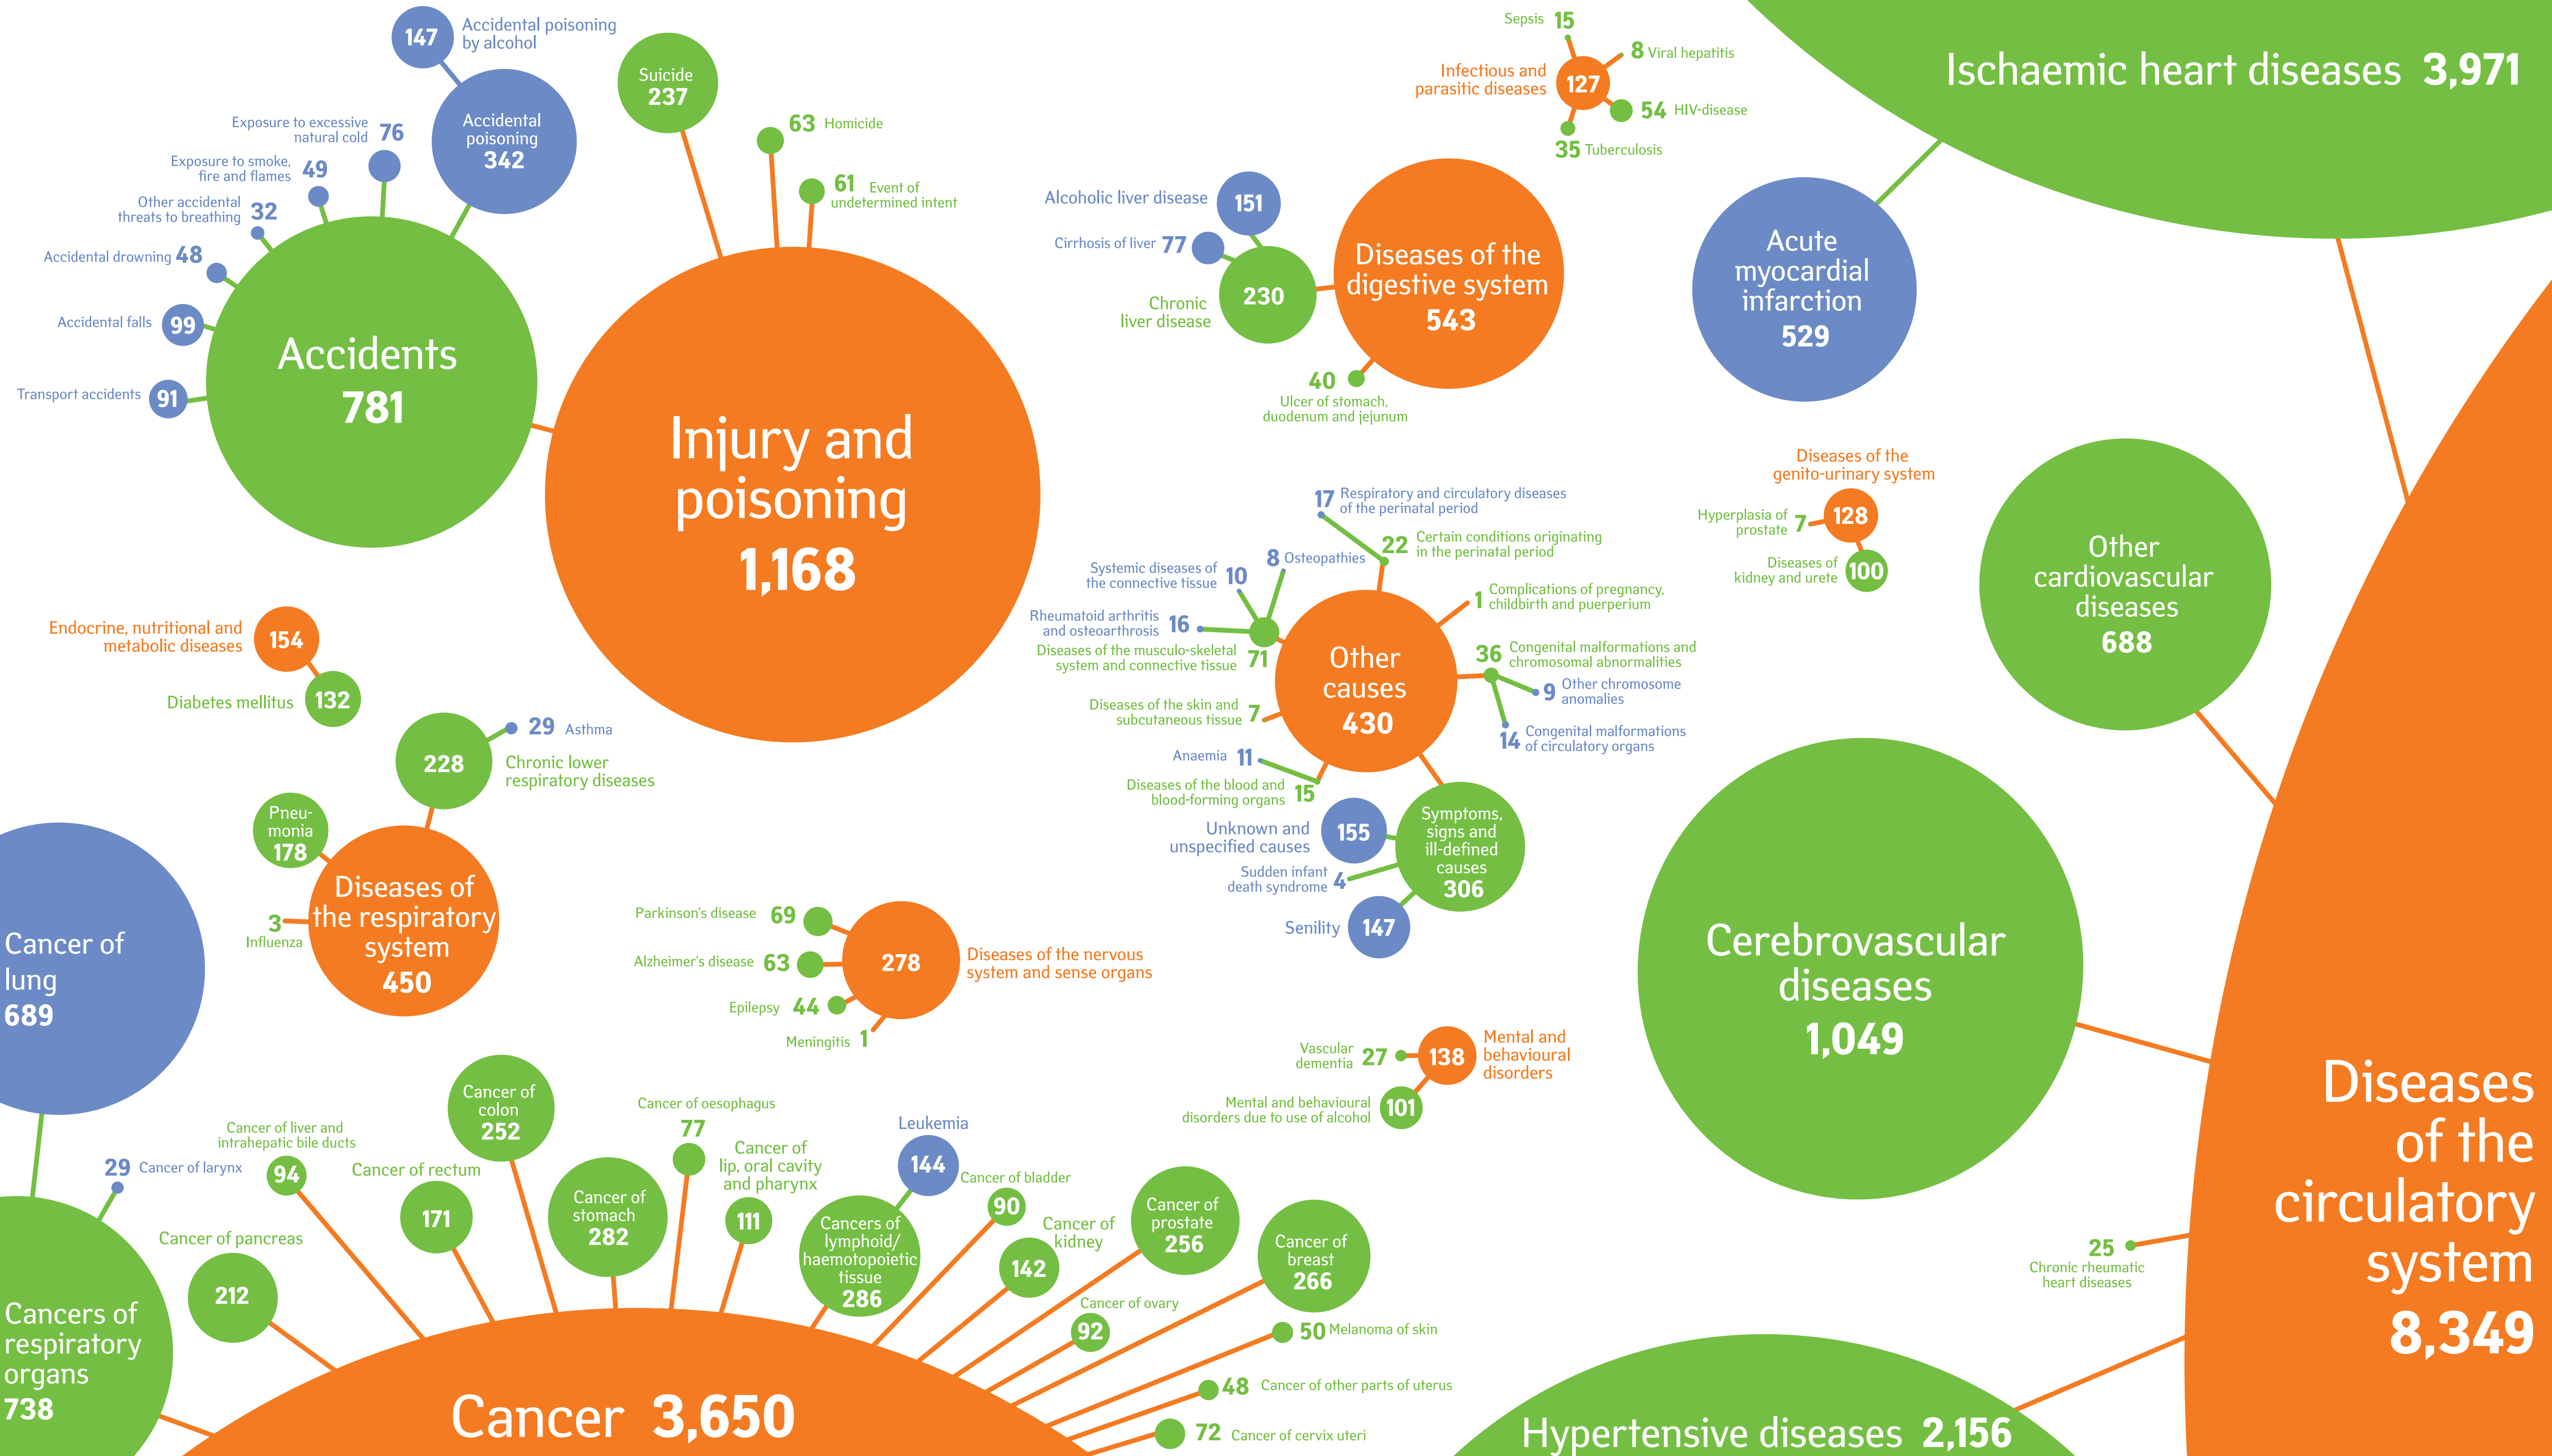 147
Accidental poisoning
by alcohol
Accidental
poisoning
342
Exposure to excessive
natural cold
76
Exposure to smoke,
fire and flames
49
Other accidental
threats to breathing
32
Accidental drowning
48
Accidental falls
99
Transport accidents
91
Accidents
781
Suicide
237
63 Homicide
61 Event of
undetermined intent
Injury and
poisoning
1,168
Sepsis 15
8 Viral hepatitis
Infectious and
parasitic diseases
127
54 HIV-disease
35 Tuberculosis
Ischaemic heart diseases 3,971
Alcoholic liver disease
151
Cirrhosis of liver 77
Chronic
liver disease
230
Diseases of the
digestive system
543
40
Ulcer of stomach,
duodenum and jejunum
Acute
myocardial
infarction
529
Diseases of the
genito-urinary system
128
Hyperplasia of
prostate
7
Diseases of
kidney and urete
100
Other
cardiovascular
diseases
688
17 Respiratory and circulatory diseases
of the perinatal period
22 Certain conditions originating
in the perinatal period
8 Osteopathies
Systemic diseases of
the connective tissue
10
Rheumatoid arthritis
and osteoarthrosis
16
Diseases of the musculo-skeletal
system and connective tissue
71
1 Complications of pregnancy,
childbirth and puerperium
36 Congenital malformations and
chromosomal abnormalities
9 Other chromosome
anomalies
14 Congenital malformations
of circulatory organs
Other
causes
430
Diseases of the skin and
subcutaneous tissue
7
Anaemia 11
Diseases of the blood and
blood-forming organs
15
Unknown and
unspecified causes
155
Symptoms,
signs and
ill-defined
causes
306
Sudden infant
death syndrome
4
Senility
147
Endocrine, nutritional and
metabolic diseases
154
Diabetes mellitus
132
228
29 Asthma
Chronic lower
respiratory diseases
Pneu-
monia
178
Diseases of
the respiratory
system
450
3
Influenza
Cancer of
lung
689
Parkinson's disease 69
Alzheimer's disease 63
Epilepsy 44
Meningitis 1
278
Diseases of the nervous
system and sense organs
Vascular
dementia
27
138
Mental and
behavioural
disorders
Mental and behavioural
disorders due to use of alcohol
101
Cerebrovascular
diseases
1,049
Diseases
of the
circulatory
system
8,349
25
Chronic rheumatic
heart diseases
Hypertensive diseases 2,156
29 Cancer of larynx
Cancers of
respiratory
organs
738
Cancer of pancreas
212
Cancer of liver and
intrahepatic bile ducts
94
Cancer of rectum
171
Cancer of
colon
252
Cancer of
stomach
282
Cancer of oesophagus
77
Cancer of
lip, oral cavity
and pharynx
111
Leukemia
144
Cancers of
lymphoid/
haemotopoietic
tissue
286
Cancer of bladder
90
Cancer of
kidney
142
Cancer of
prostate
256
Cancer of
breast
266
Cancer of ovary
92
50 Melanoma of skin
48 Cancer of other parts of uterus
72 Cancer of cervix uteri
Cancer 3,650